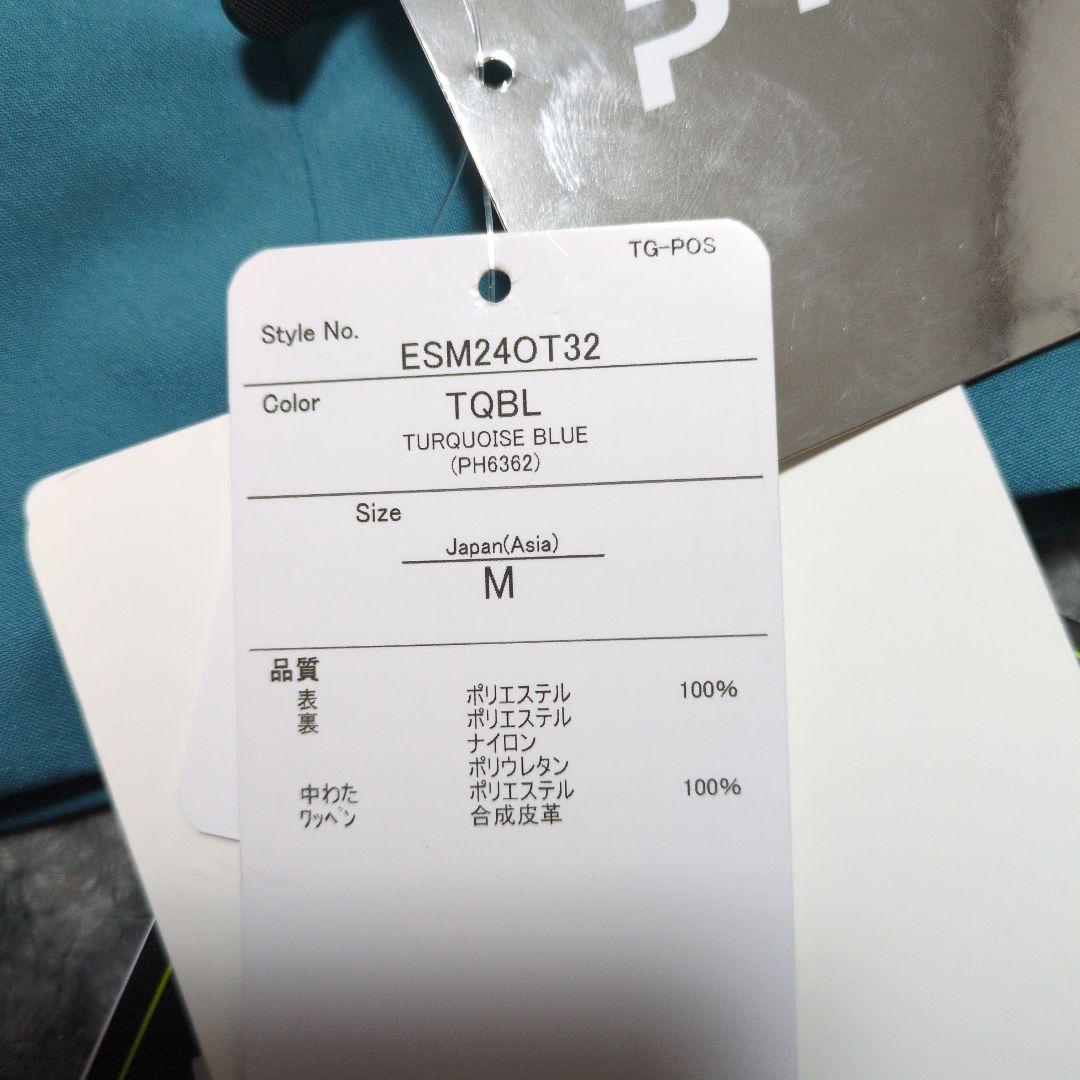 TG-POS
Style No.
ESM24OT32
Color
TQBL
TURQUOISE BLUE
(PH6362)
Size
Japan(Asia)
M
品質
表 ポリエステル 100%
裏 ポリエステル
ナイロン
ポリウレタン
中わた ポリエステル 100%
ワッペン 合成皮革